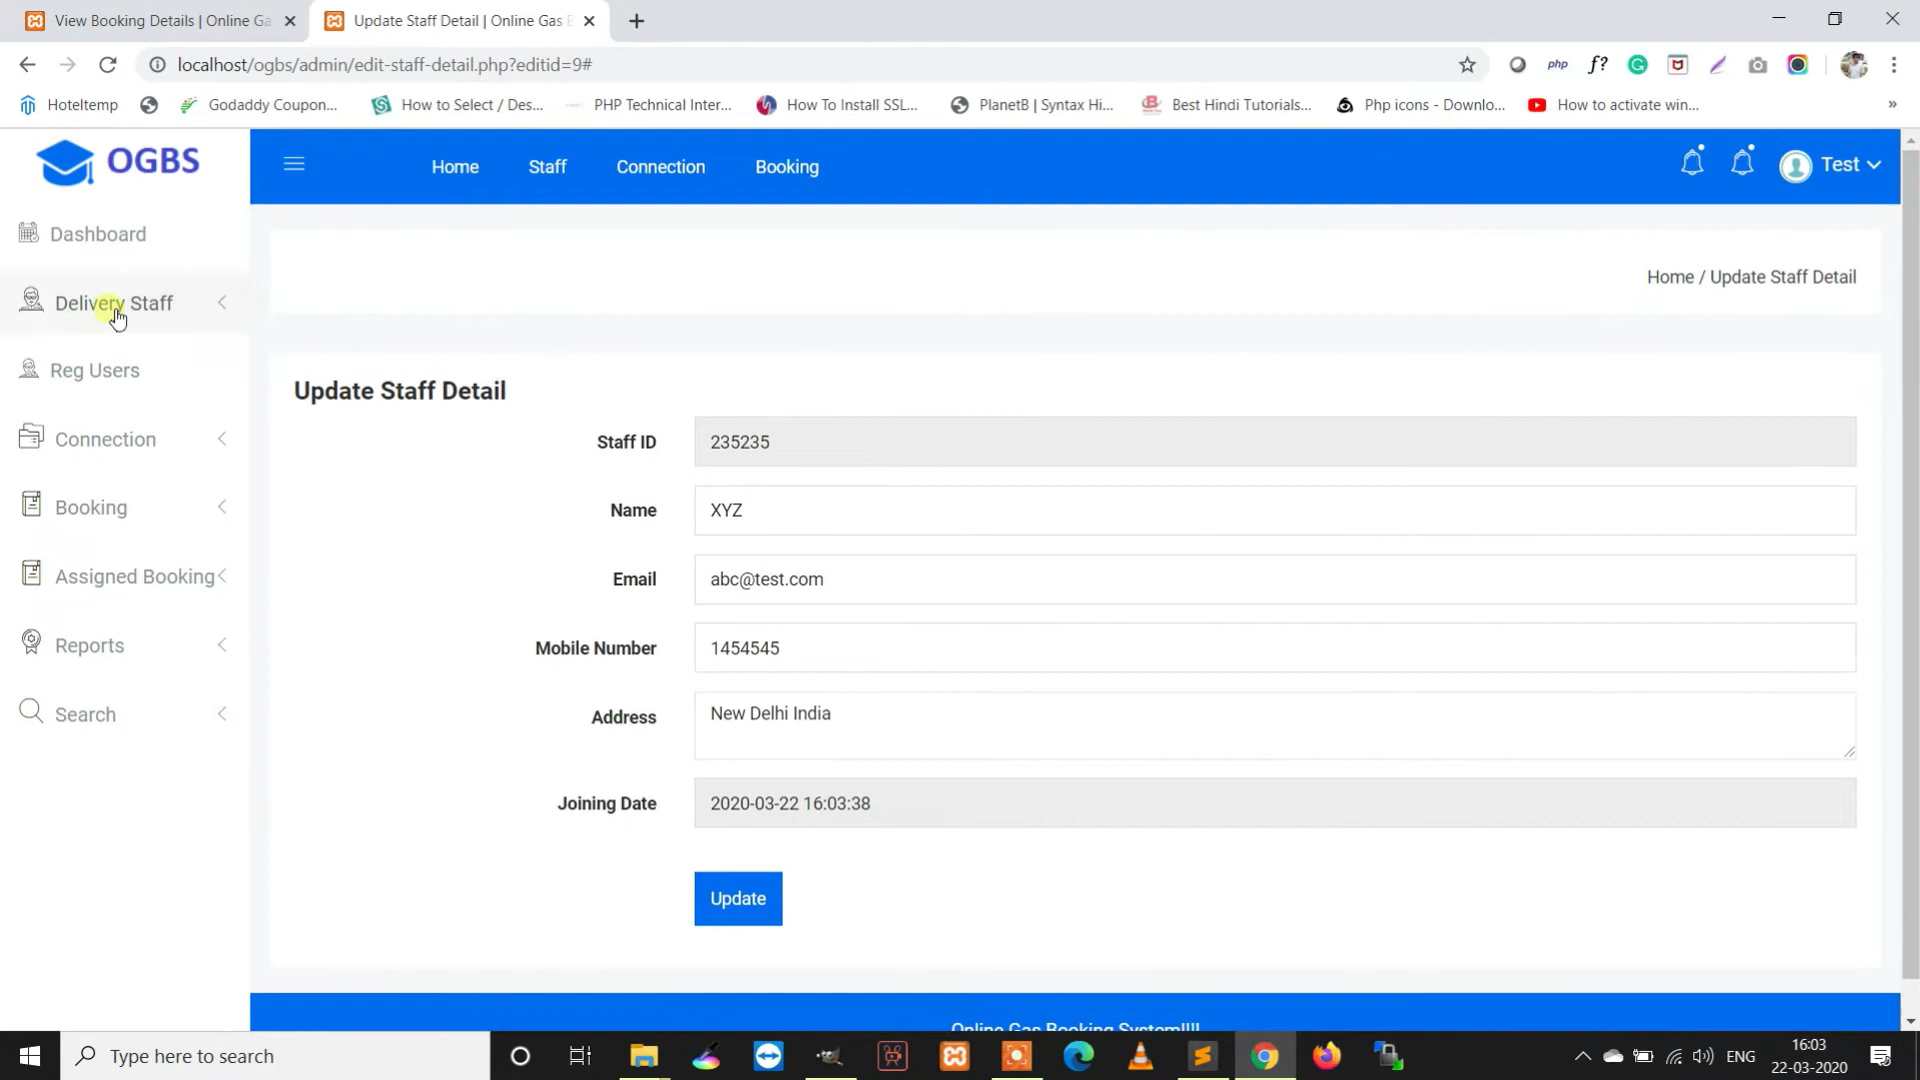 View Booking Details | Online Ga
Update Staff Detail | Online Gas B
localhost/ogbs/admin/edit-staff-detail.php?editid=9#
php
f?
Hoteltemp
Godaddy Coupon...
How to Select / Des...
PHP Technical Inter...
How To Install SSL...
PlanetB | Syntax Hi...
Best Hindi Tutorials...
Php icons - Downlo...
How to activate win...
»
OGBS
Home
Staff
Connection
Booking
Test
Dashboard
Delivery Staff
Reg Users
Connection
Booking
Assigned Booking
Reports
Search
Home / Update Staff Detail
Update Staff Detail
Staff ID
235235
Name
XYZ
Email
abc@test.com
Mobile Number
1454545
Address
New Delhi India
Joining Date
2020-03-22 16:03:38
Update
Online Gas Booking System!!!!
Type here to search
ENG
16:03
22-03-2020